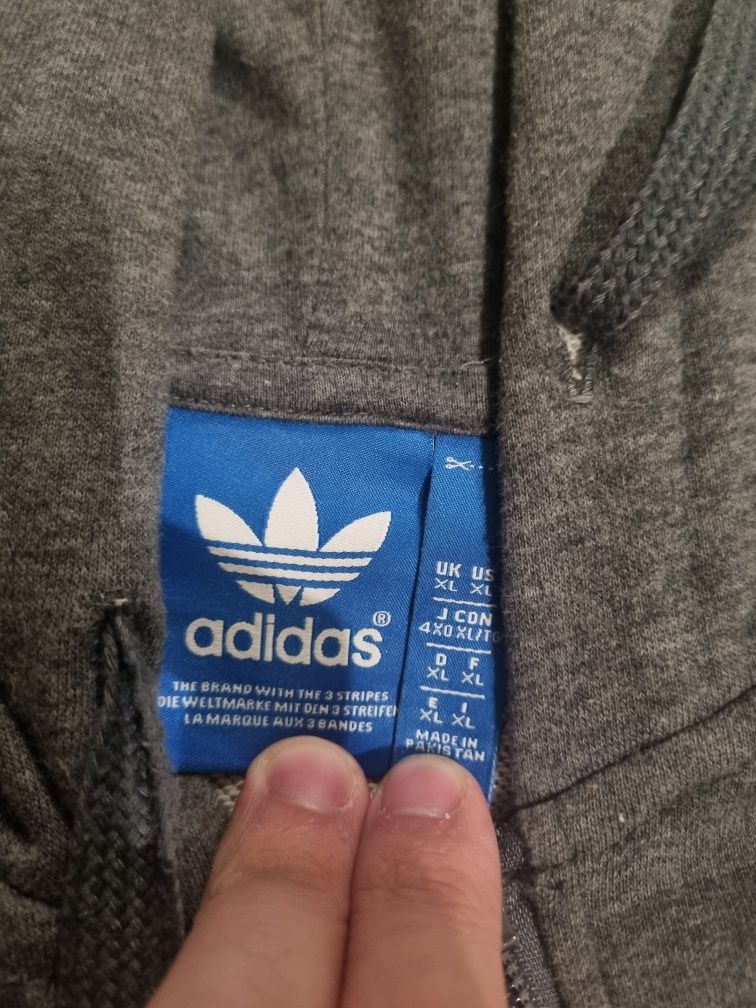 adidas®
THE BRAND WITH THE 3 STRIPES
DIE WELTMARKE MIT DEN 3 STREIFEN
LA MARQUE AUX 3 BANDES
UK US
XL XL
J CDN
4XO XL/TG
D F
XL XL
E I
XL XL
MADE IN
PAKISTAN